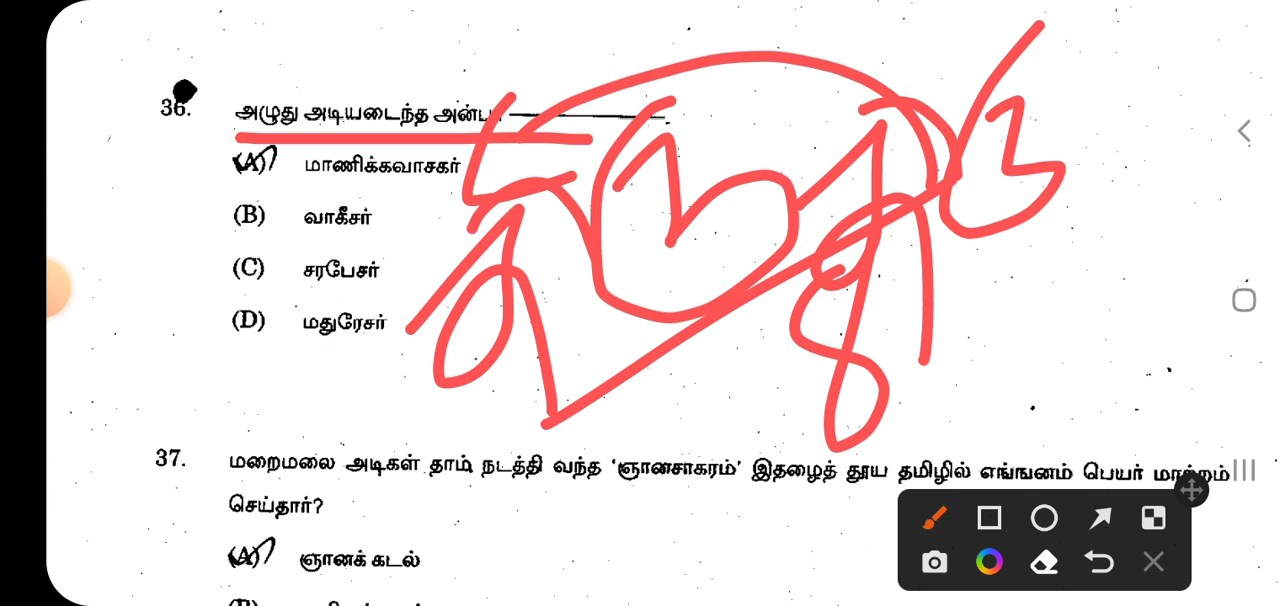 36. அழுது அடியடைந்த அன்பர் ————.
(A) மாணிக்கவாசகர்
(B) வாகீசர்
(C) சரபேசர்
(D) மதுரேசர்
37. மறைமலை அடிகள் தாம் நடத்தி வந்த ‘ஞானசாகரம்’ இதழைத் தூய தமிழில் எங்ஙனம் பெயர் மாற்றம்
செய்தார்?
(A) ஞானக் கடல்
(B)